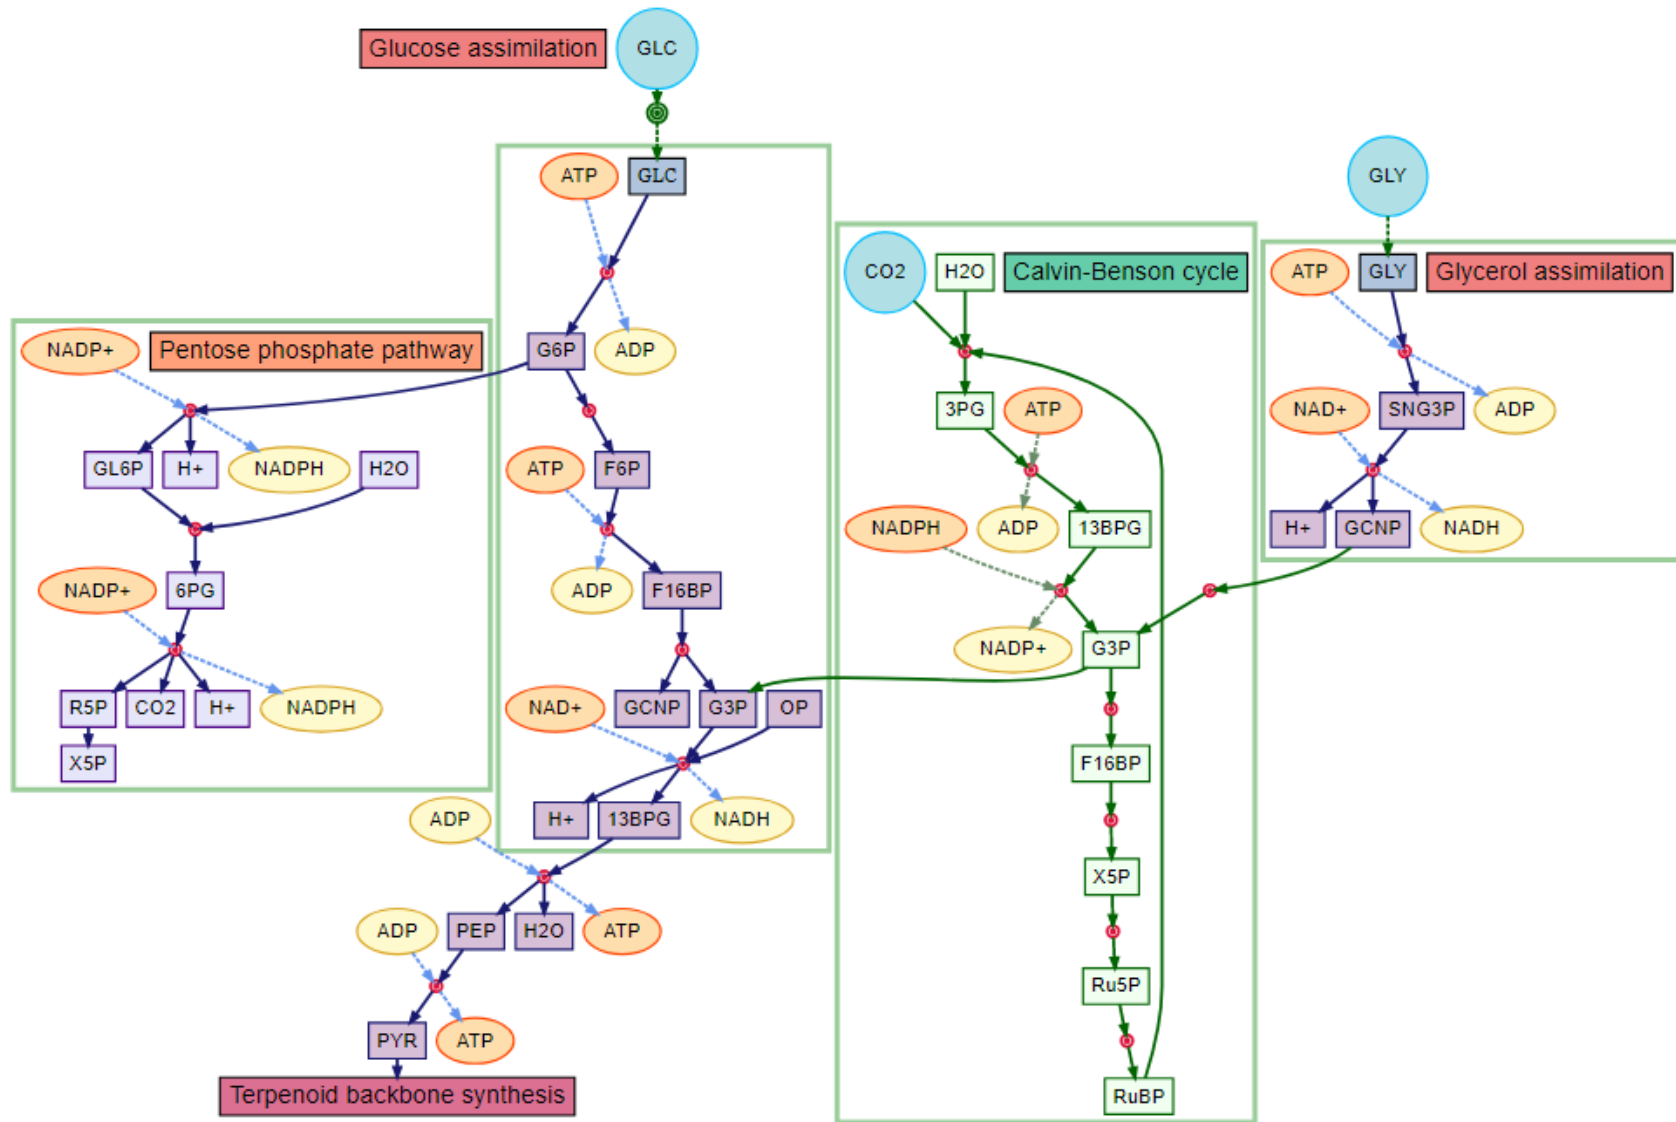 Glucose assimilation
GLC
ATP
GLC
GLY
CO2
H2O
Calvin-Benson cycle
ATP
GLY
Glycerol assimilation
NADP+
Pentose phosphate pathway
G6P
ADP
3PG
ATP
NAD+
SNG3P
ADP
GL6P
H+
NADPH
H2O
ATP
F6P
NADPH
ADP
13BPG
H+
GCNP
NADH
NADP+
6PG
ADP
F16BP
NADP+
G3P
R5P
CO2
H+
NADPH
NAD+
GCNP
G3P
OP
X5P
F16BP
ADP
H+
13BPG
NADH
X5P
ADP
PEP
H2O
ATP
Ru5P
PYR
ATP
Terpenoid backbone synthesis
RuBP